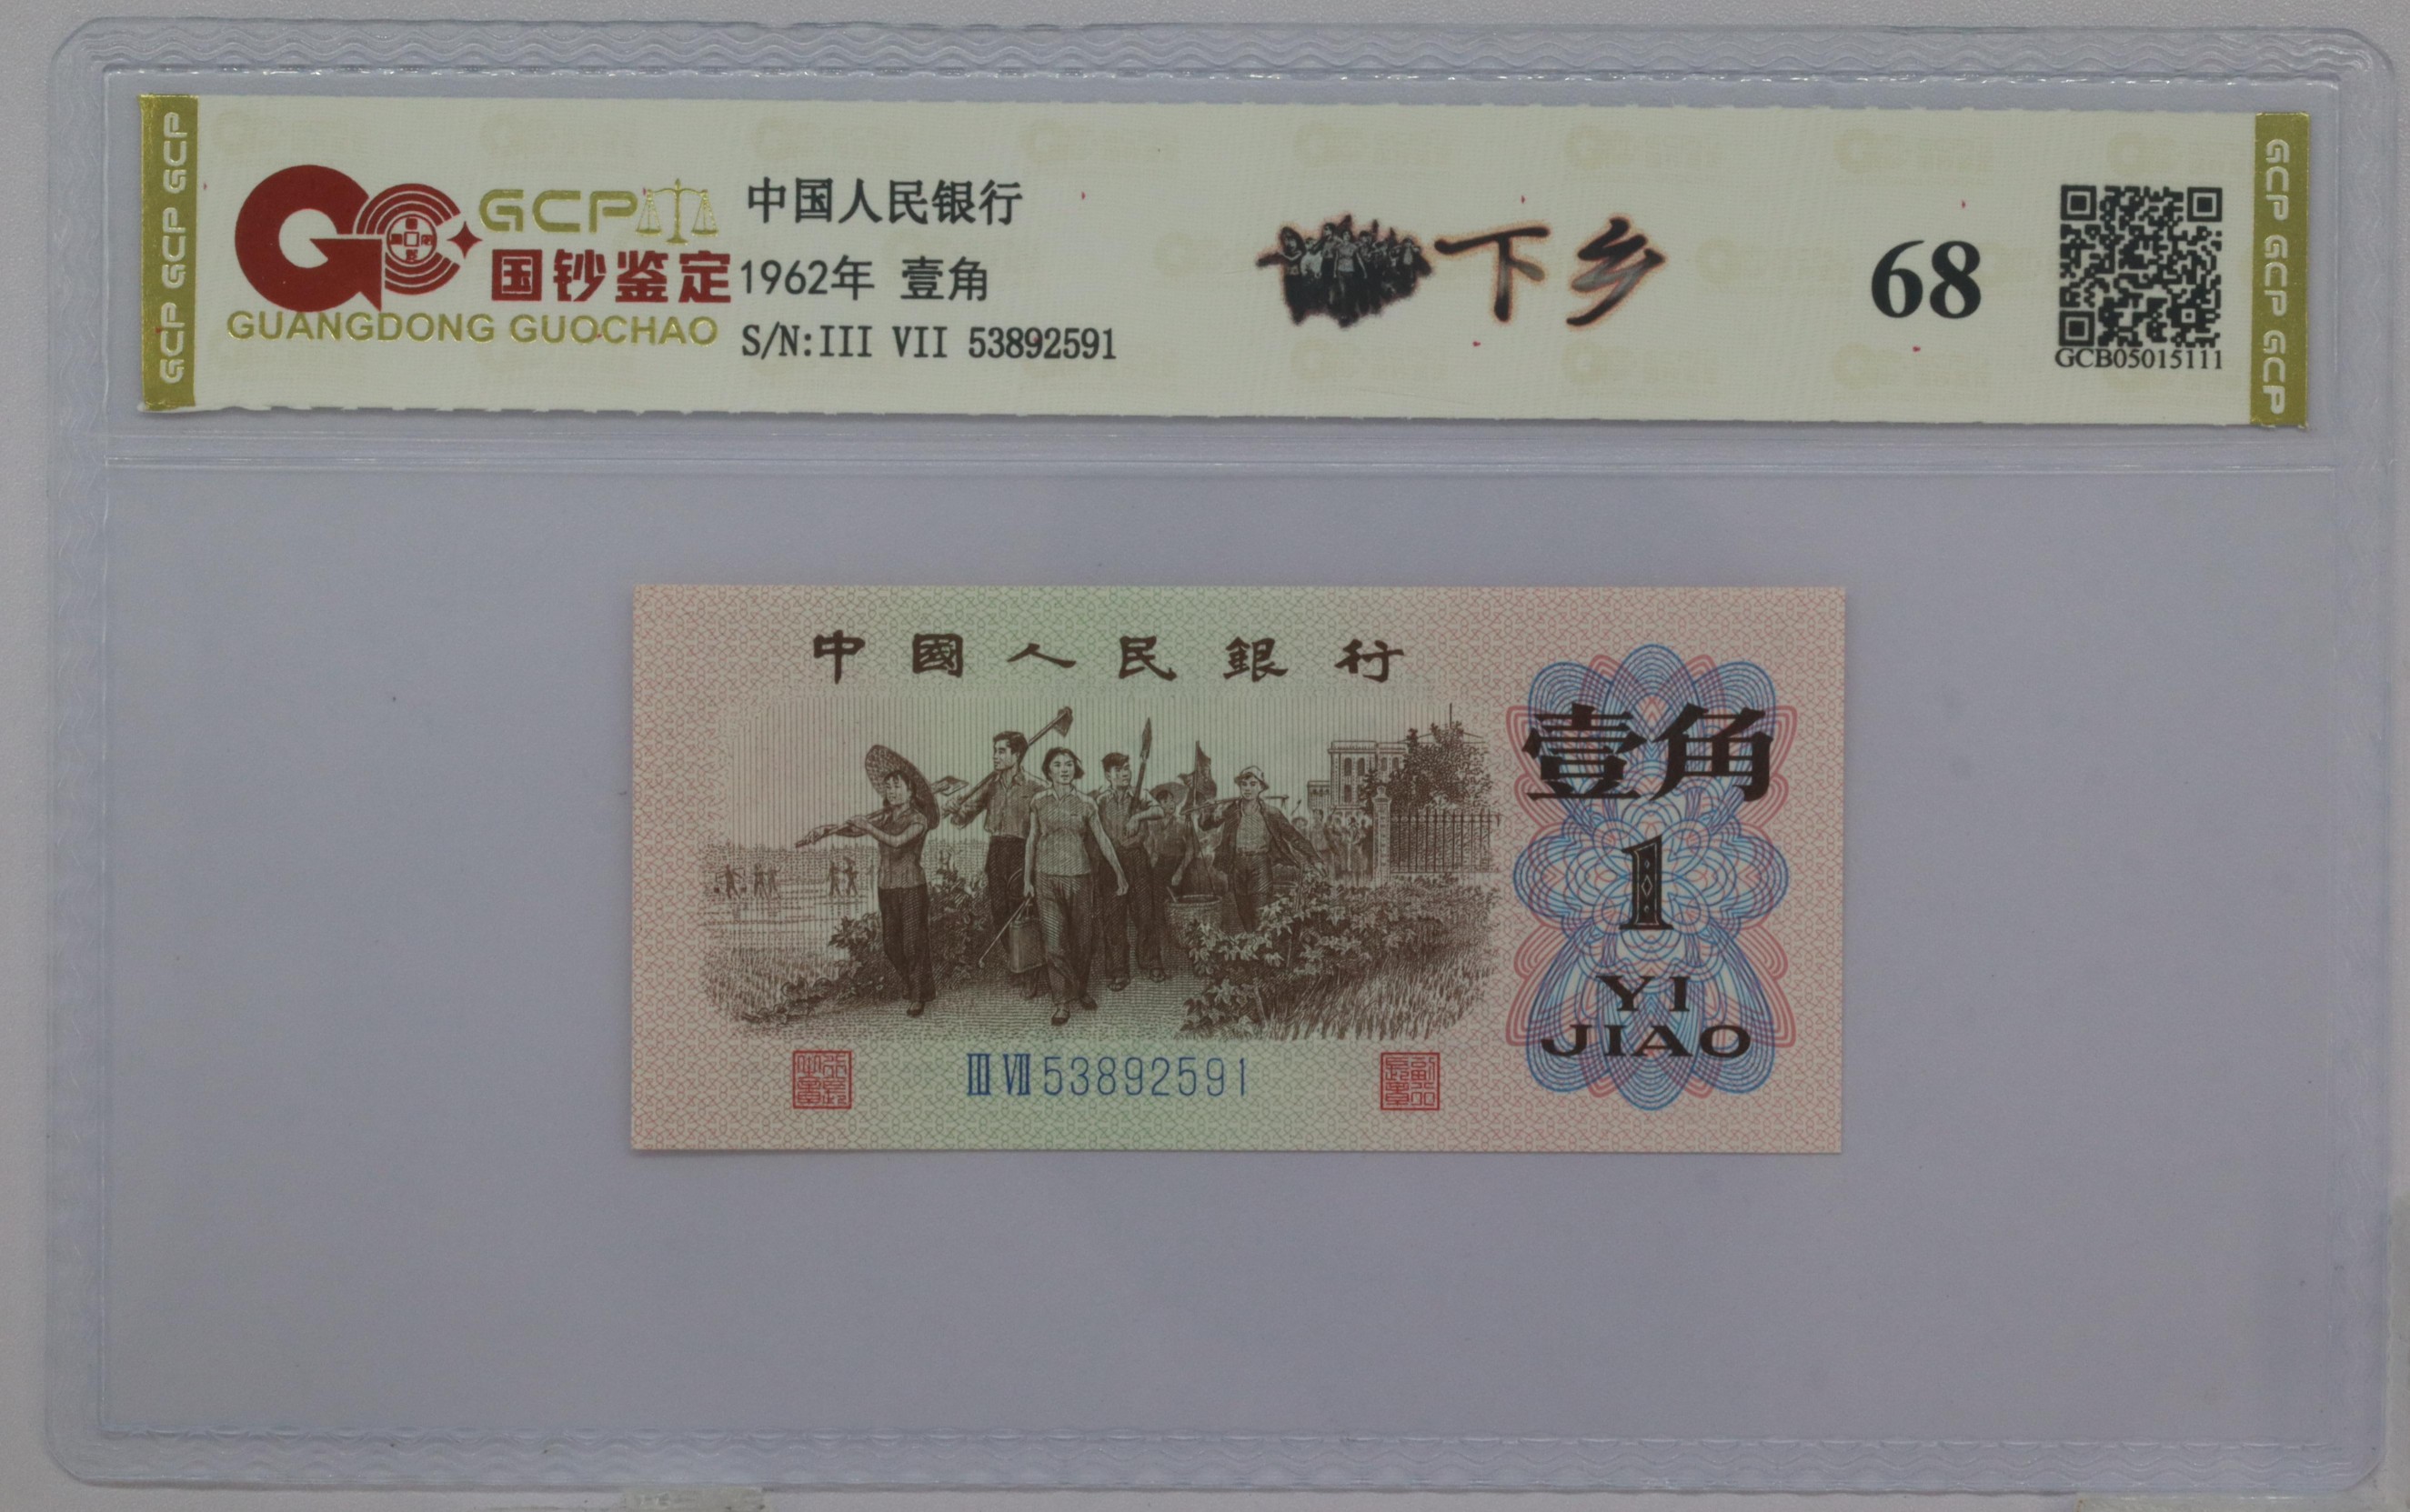 GCP GCP GCP
GCP
国钞鉴定
GUANGDONG GUOCHAO
中国人民银行
1962年 壹角
S/N:III VII 53892591
下乡
68
GCB05015111
GCP GCP GCP
中國人民銀行
壹角
1
YI
JIAO
III VII 53892591